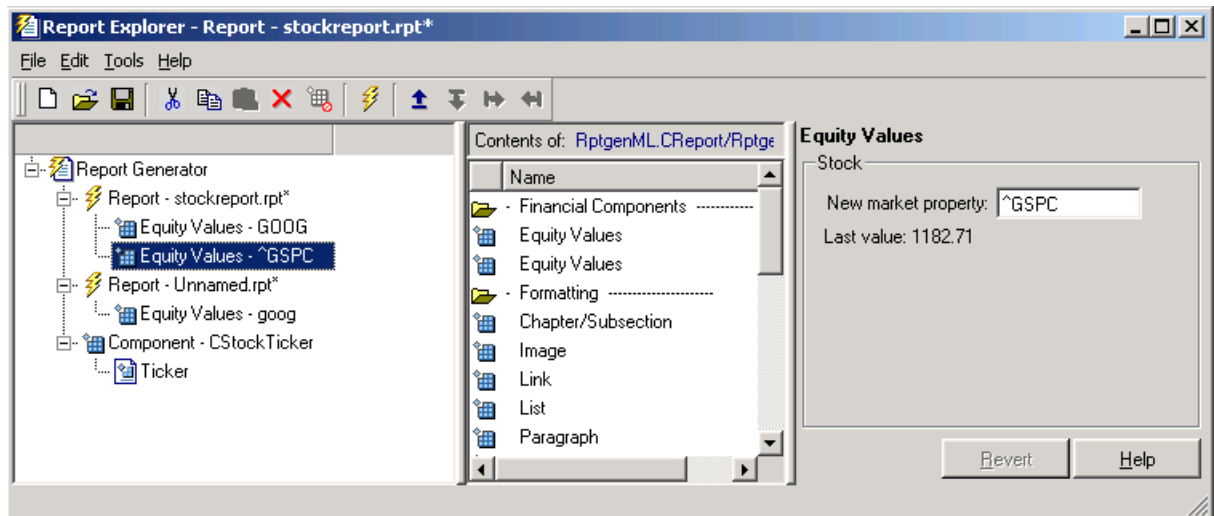 Report Explorer - Report - stockreport.rpt*
File Edit Tools Help
Report Generator
Report - stockreport.rpt*
Equity Values - GOOG
Equity Values - ^GSPC
Report - Unnamed.rpt*
Equity Values - goog
Component - CStockTicker
Ticker
Contents of: RptgenML.CReport/Rptge
Name
- Financial Components -----------
Equity Values
Equity Values
- Formatting --------------------
Chapter/Subsection
Image
Link
List
Paragraph
Equity Values
Stock
New market property: ^GSPC
Last value: 1182.71
Revert Help